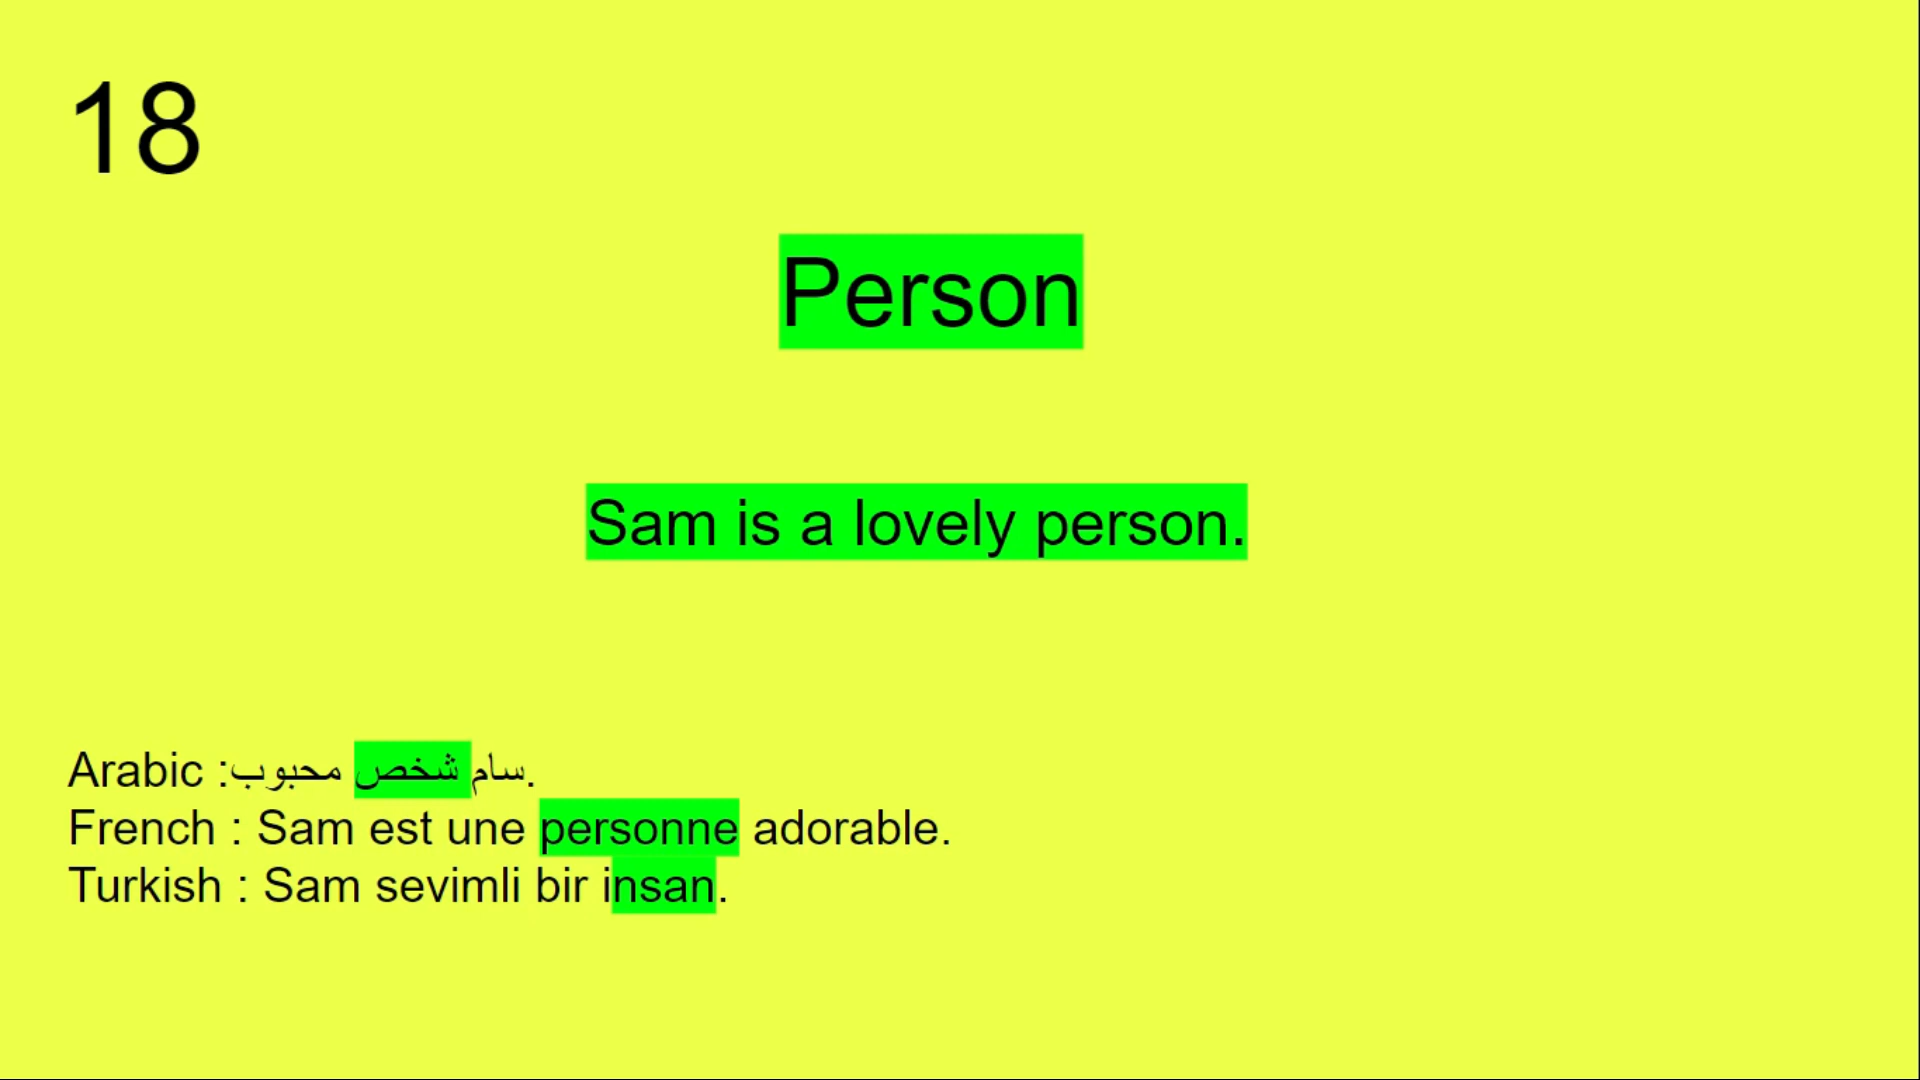 18
Person
Sam is a lovely person.
Arabic :سام شخص محبوب.
French : Sam est une personne adorable.
Turkish : Sam sevimli bir insan.